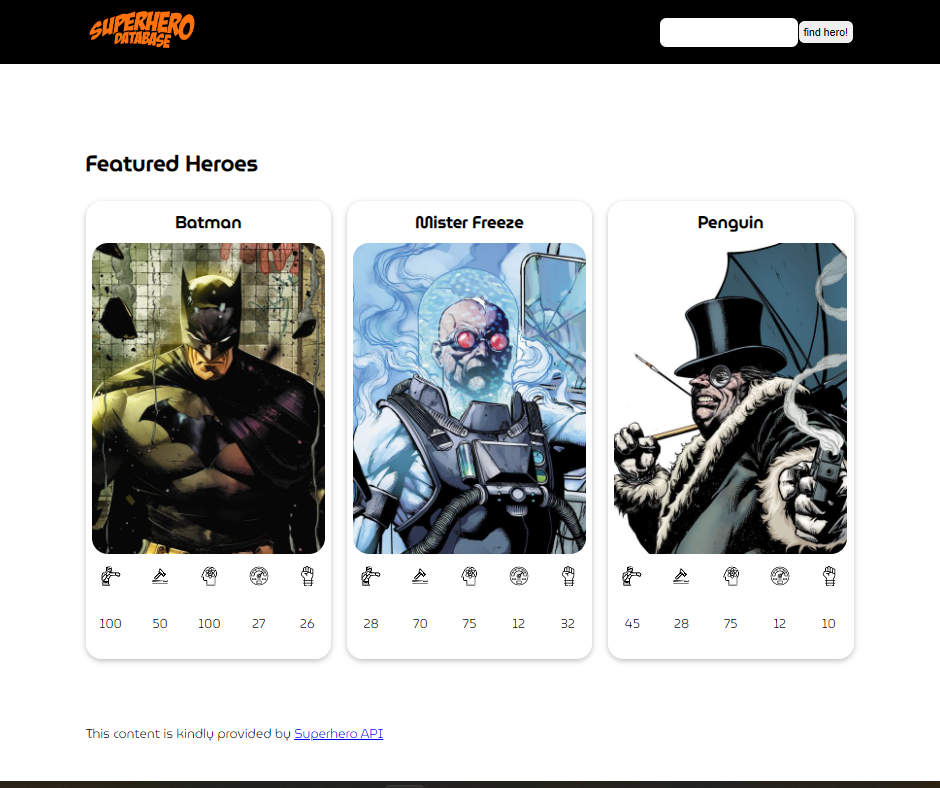 SUPERHERO
DATABASE
find hero!
Featured Heroes
Batman
Mister Freeze
Penguin
100 50 100 27 26
28 70 75 12 32
45 28 75 12 10
This content is kindly provided by Superhero API